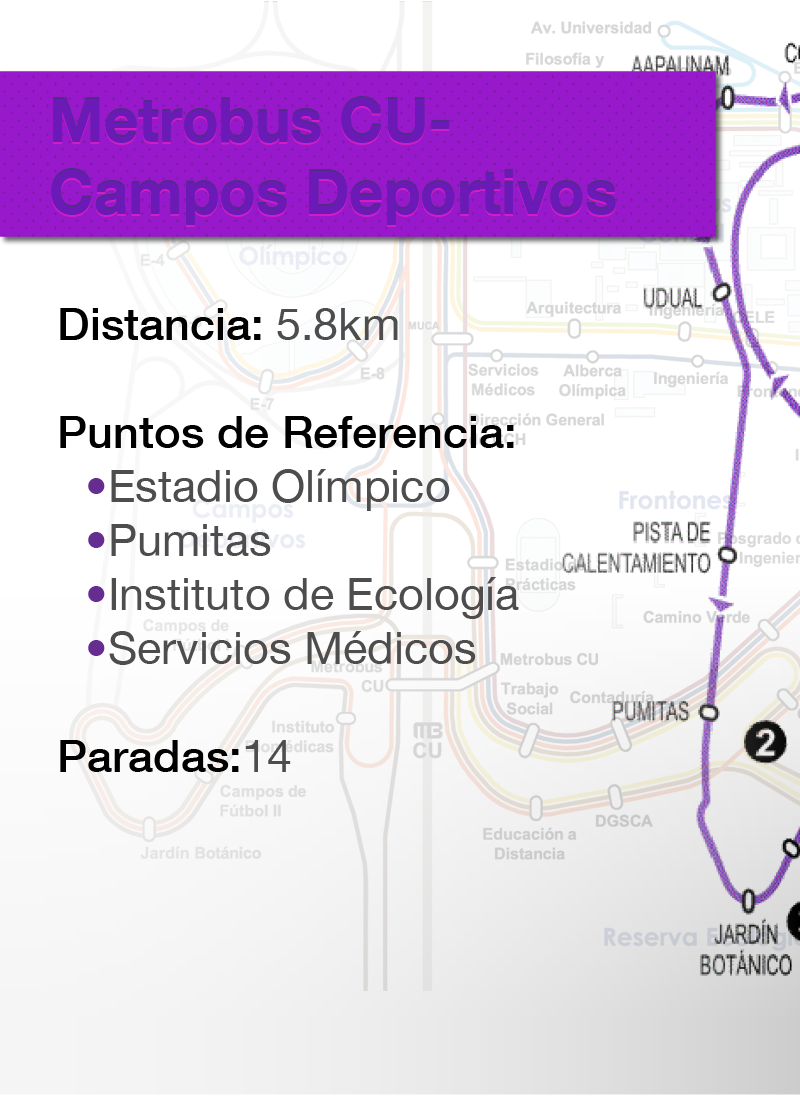 Av. Universidad
Filosofía y
AAPAUNAM
Metrobus CU-
Campos Deportivos
Olímpico
E-4
UDUAL
Distancia: 5.8km
Arquitectura
Ingeniería
CELE
MUCA
E-8
E-7
Servicios
Médicos
Alberca
Olímpica
Ingeniería
Dirección General
Puntos de Referencia:
•Estadio Olímpico
•Pumitas
•Instituto de Ecología
•Servicios Médicos
Campos
Frontones
PISTA DE
CALENTAMIENTO
Estadio
Prácticas
Camino Verde
Campos de
Metrobus
CU
Metrobus CU
Trabajo
Social
Contaduría
PUMITAS
2
Instituto
MB
CU
Paradas:14
Campos de
Fútbol II
DGSCA
Educación a
Distancia
Jardín Botánico
Reserva
JARDÍN
BOTÁNICO